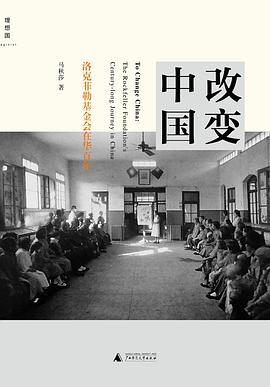 理想国
aginist
改变
中国
To Change China:
The Rockfeller Foundation's
Century-long Journey in China
洛克菲勒基金会在华百年
马秋莎 著
广西师范大学出版社